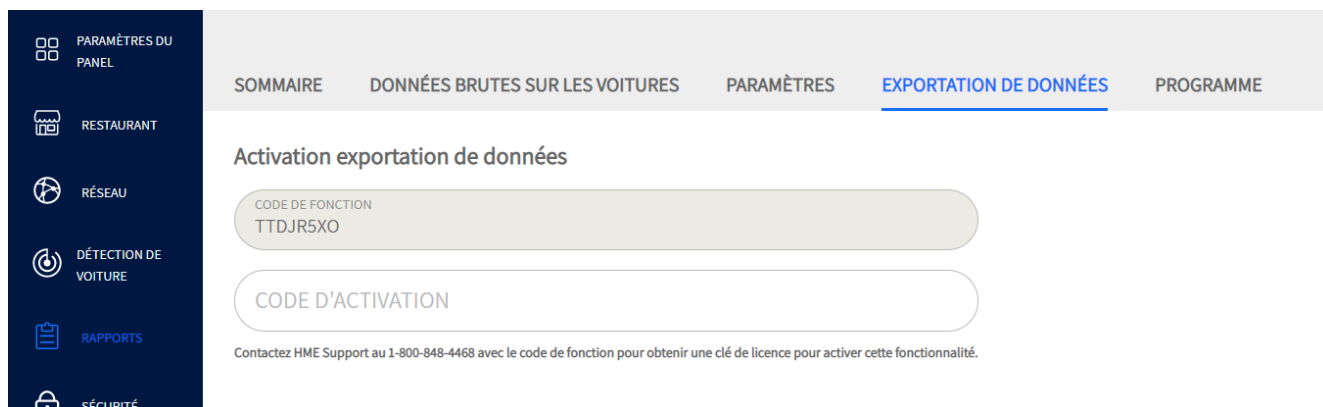 PARAMÈTRES DU
PANEL
RESTAURANT
RÉSEAU
DÉTECTION DE
VOITURE
RAPPORTS
SÉCURITÉ
SOMMAIRE DONNÉES BRUTES SUR LES VOITURES PARAMÈTRES EXPORTATION DE DONNÉES PROGRAMME
Activation exportation de données
CODE DE FONCTION
TTDJR5XO
CODE D'ACTIVATION
Contactez HME Support au 1-800-848-4468 avec le code de fonction pour obtenir une clé de licence pour activer cette fonctionnalité.